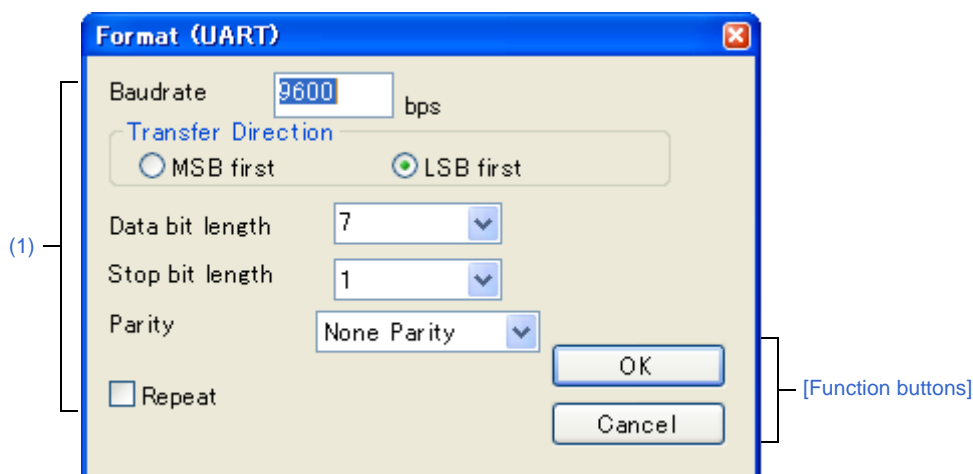 Format (UART)
Baudrate 9600 bps
Transfer Direction
MSB first LSB first
(1)
Data bit length 7
Stop bit length 1
Parity None Parity
OK
[Function buttons]
Repeat
Cancel